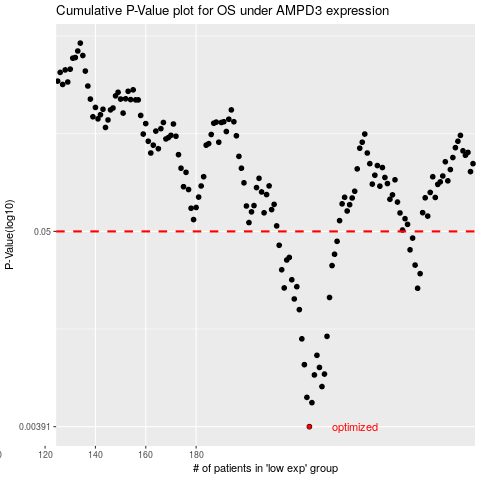 Cumulative P-Value plot for OS under AMPD3 expression
P-Value(log10)
0.05
0.00391
optimized
0 120 140 160 180
# of patients in 'low exp' group